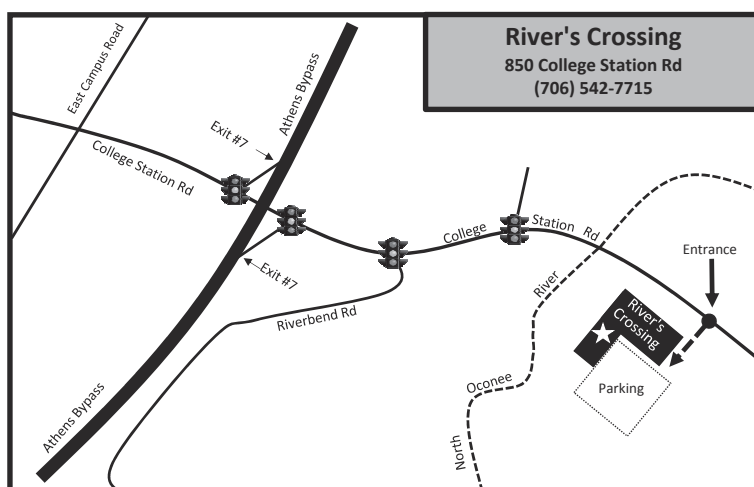 River's Crossing
850 College Station Rd
(706) 542-7715
East Campus Road
Athens Bypass
Exit #7
College Station Rd
College
Station Rd
Entrance
Exit #7
River
River's
Crossing
Riverbend Rd
Parking
Oconee
Athens Bypass
North